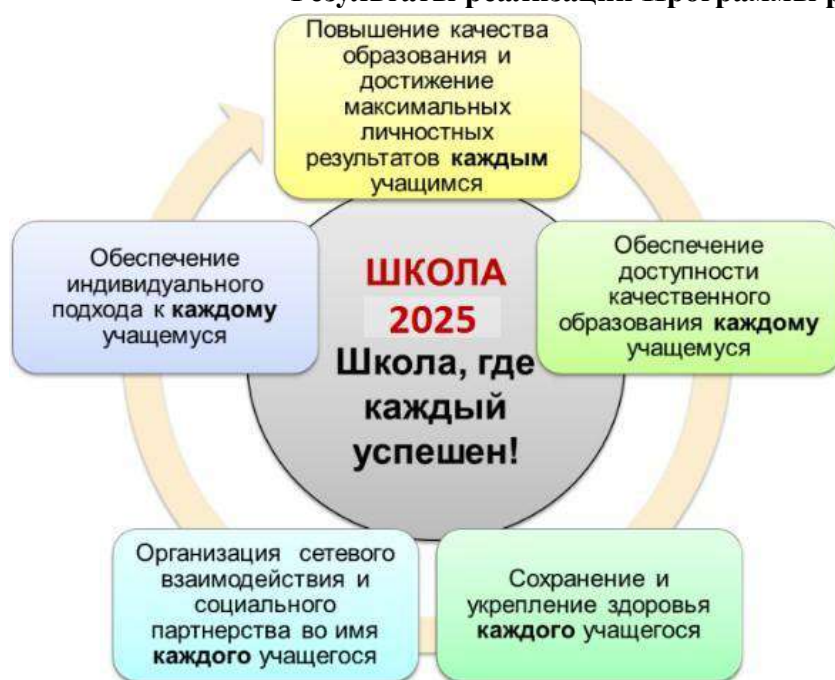 Результаты реализации Программы р
Повышение качества
образования и
достижение
максимальных
личностных
результатов каждым
учащимся
Обеспечение
индивидуального
подхода к каждому
учащемуся
ШКОЛА
2025
Школа, где
каждый
успешен!
Обеспечение
доступности
качественного
образования каждому
учащемуся
Организация сетевого
взаимодействия и
социального
партнерства во имя
каждого учащегося
Сохранение и
укрепление здоровья
каждого учащегося